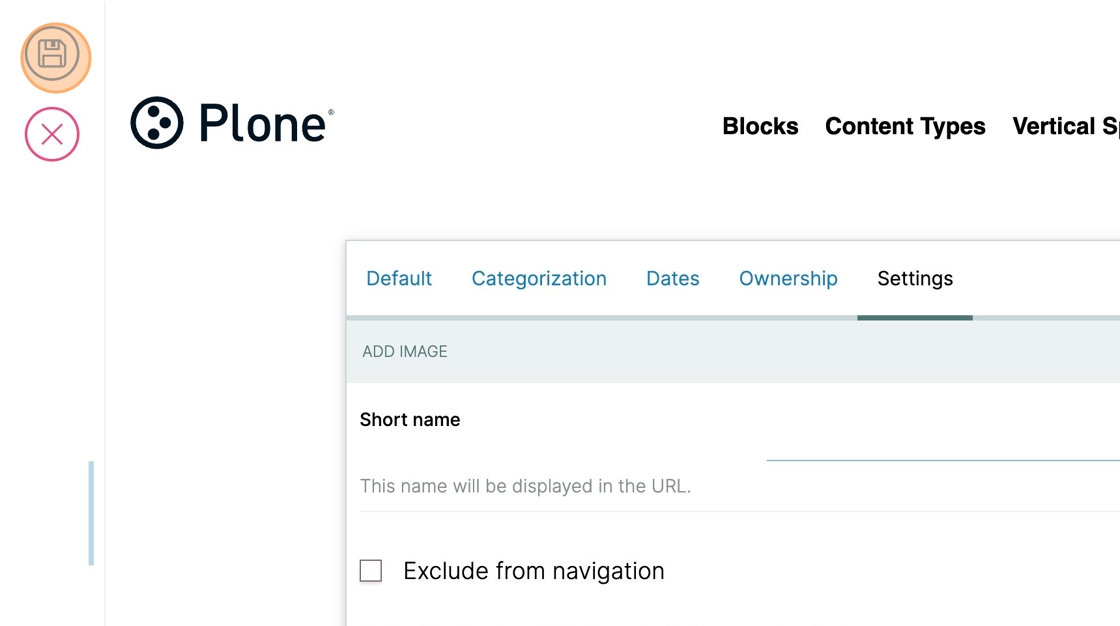 Plone®
Blocks Content Types Vertical Sp
Default Categorization Dates Ownership Settings
ADD IMAGE
Short name
This name will be displayed in the URL.
Exclude from navigation